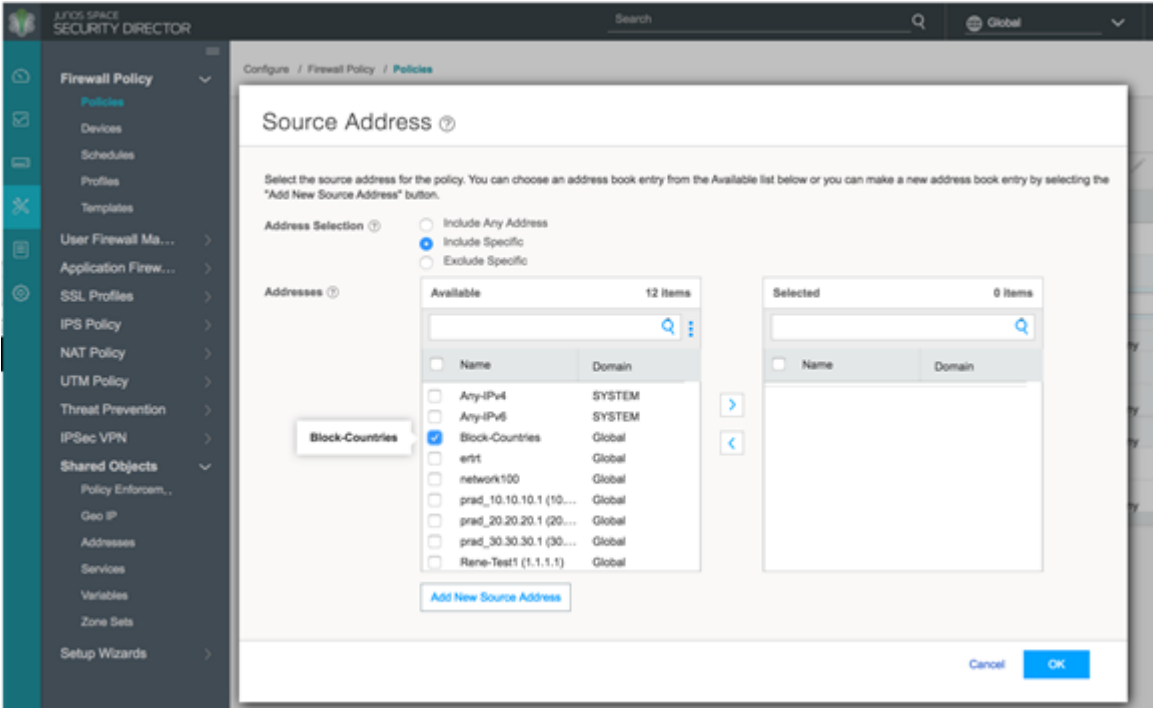 JUNOS SPACE
SECURITY DIRECTOR
Search
Global
Firewall Policy
Policies
Devices
Schedules
Profiles
Templates
User Firewall Ma...
Application Firew...
SSL Profiles
IPS Policy
NAT Policy
UTM Policy
Threat Prevention
IPSec VPN
Shared Objects
Policy Enforcem...
Geo IP
Addresses
Services
Variables
Zone Sets
Setup Wizards
Configure / Firewall Policy / Policies
Source Address ?
Select the source address for the policy. You can choose an address book entry from the Available list below or you can make a new address book entry by selecting the
"Add New Source Address" button.
Address Selection ?
Include Any Address
Include Specific
Exclude Specific
Addresses ?
Available 12 items
Name Domain
Any-IPv4 SYSTEM
Any-IPv6 SYSTEM
Block-Countries Global
ertrt Global
network100 Global
prad_10.10.10.1 (10.... Global
prad_20.20.20.1 (20.... Global
prad_30.30.30.1 (30.... Global
Rene-Test1 (1.1.1.1) Global
Block-Countries
Selected 0 items
Name Domain
Add New Source Address
Cancel OK